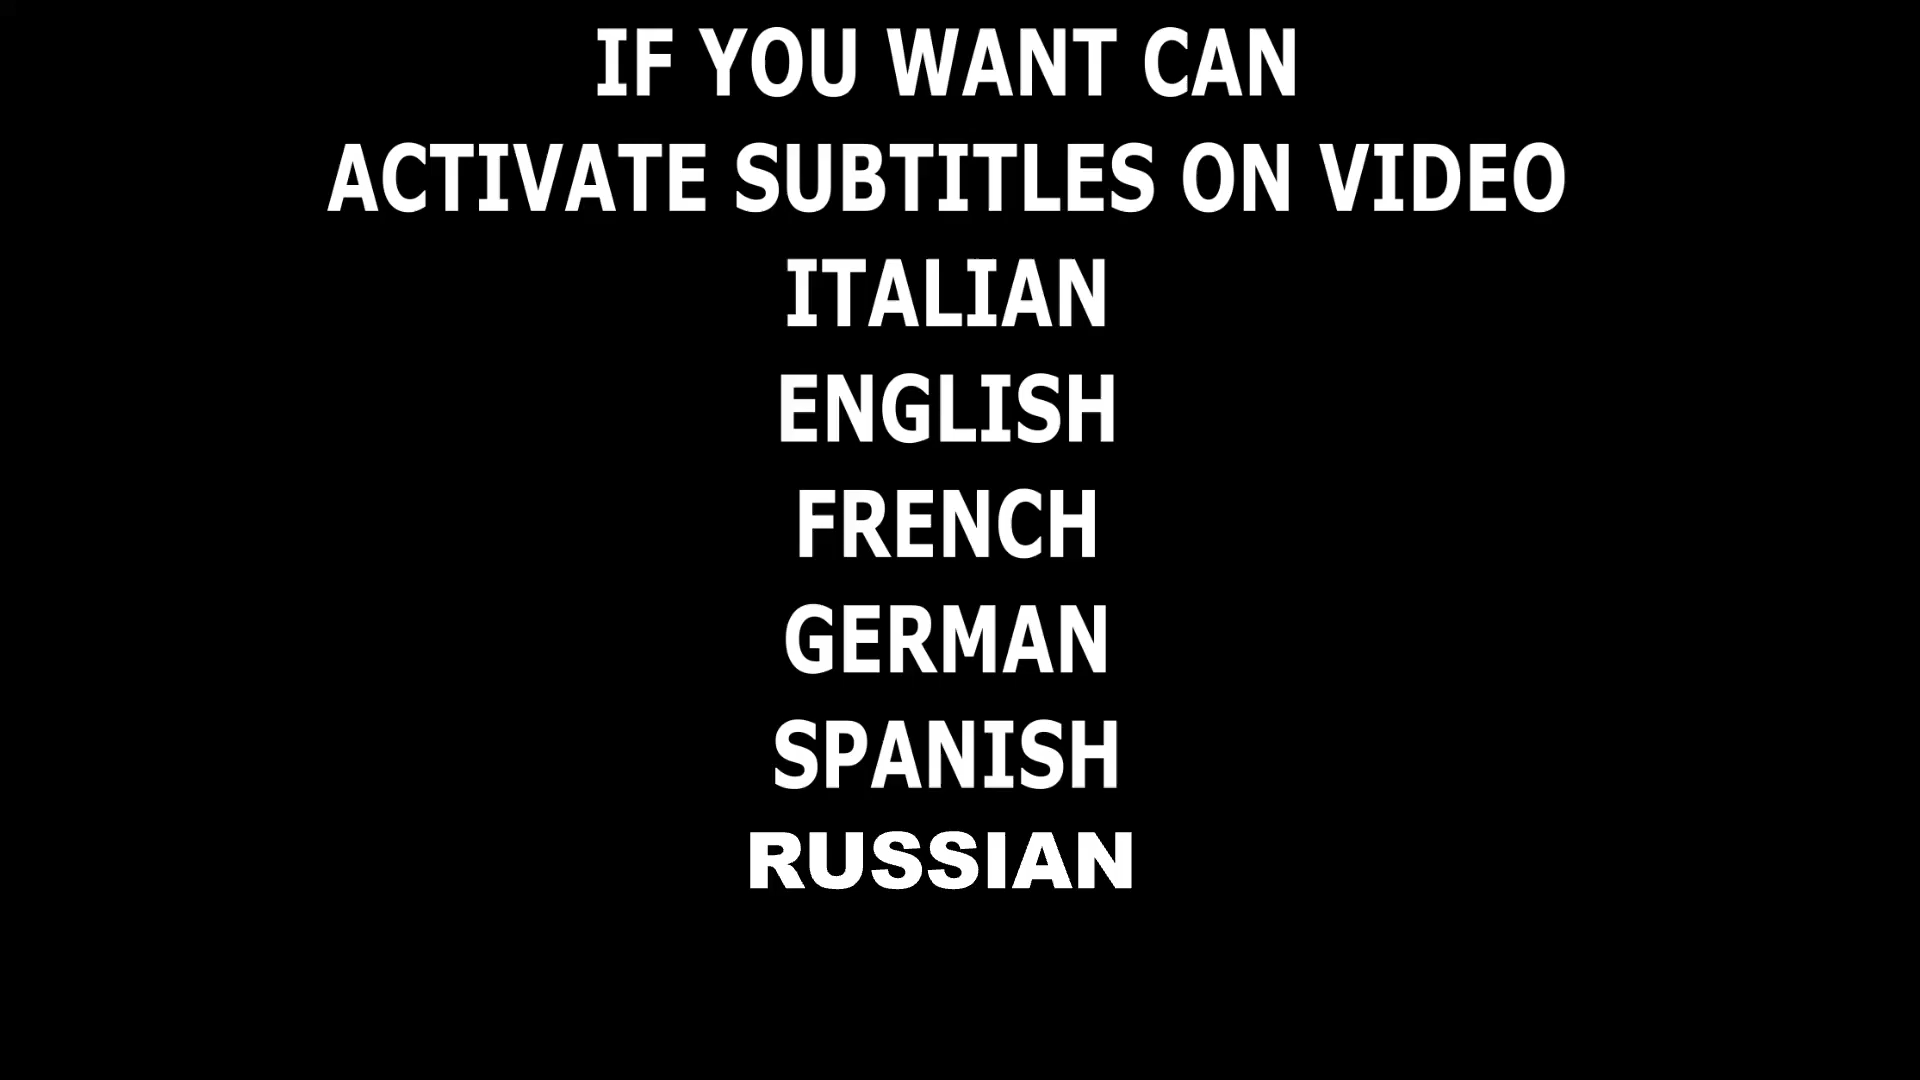 IF YOU WANT CAN
ACTIVATE SUBTITLES ON VIDEO
ITALIAN
ENGLISH
FRENCH
GERMAN
SPANISH
RUSSIAN